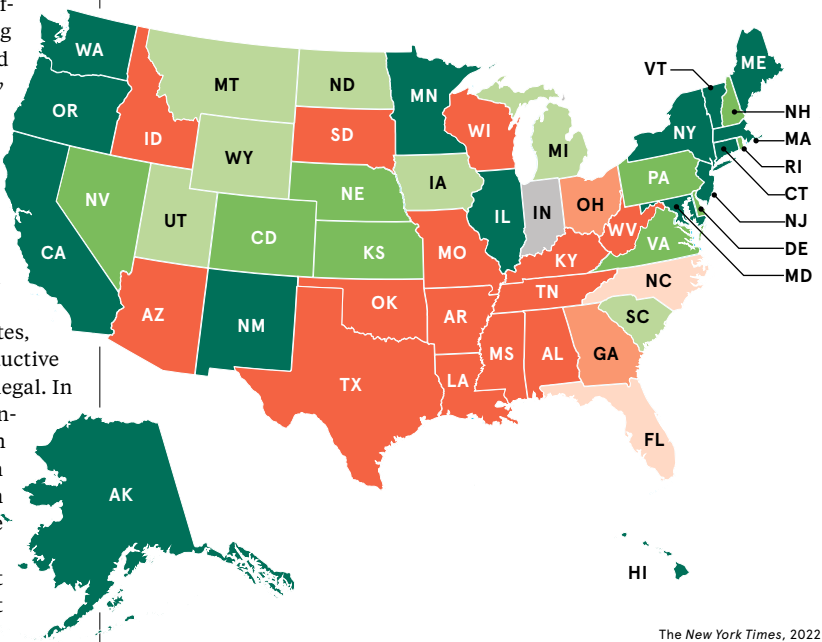 f-
g
d
WA
OR
CA
NV
ID
MT
WY
UT
AZ
ND
SD
NE
CD
KS
NM
OK
TX
MN
IA
MO
AR
LA
WI
IL
MS
MI
IN
KY
TN
AL
OH
WV
GA
FL
SC
NC
VA
PA
NY
VT
ME
NH
MA
RI
CT
NJ
DE
MD
tes,
uctive
egal. In
n-
AK
HI
The New York Times, 2022